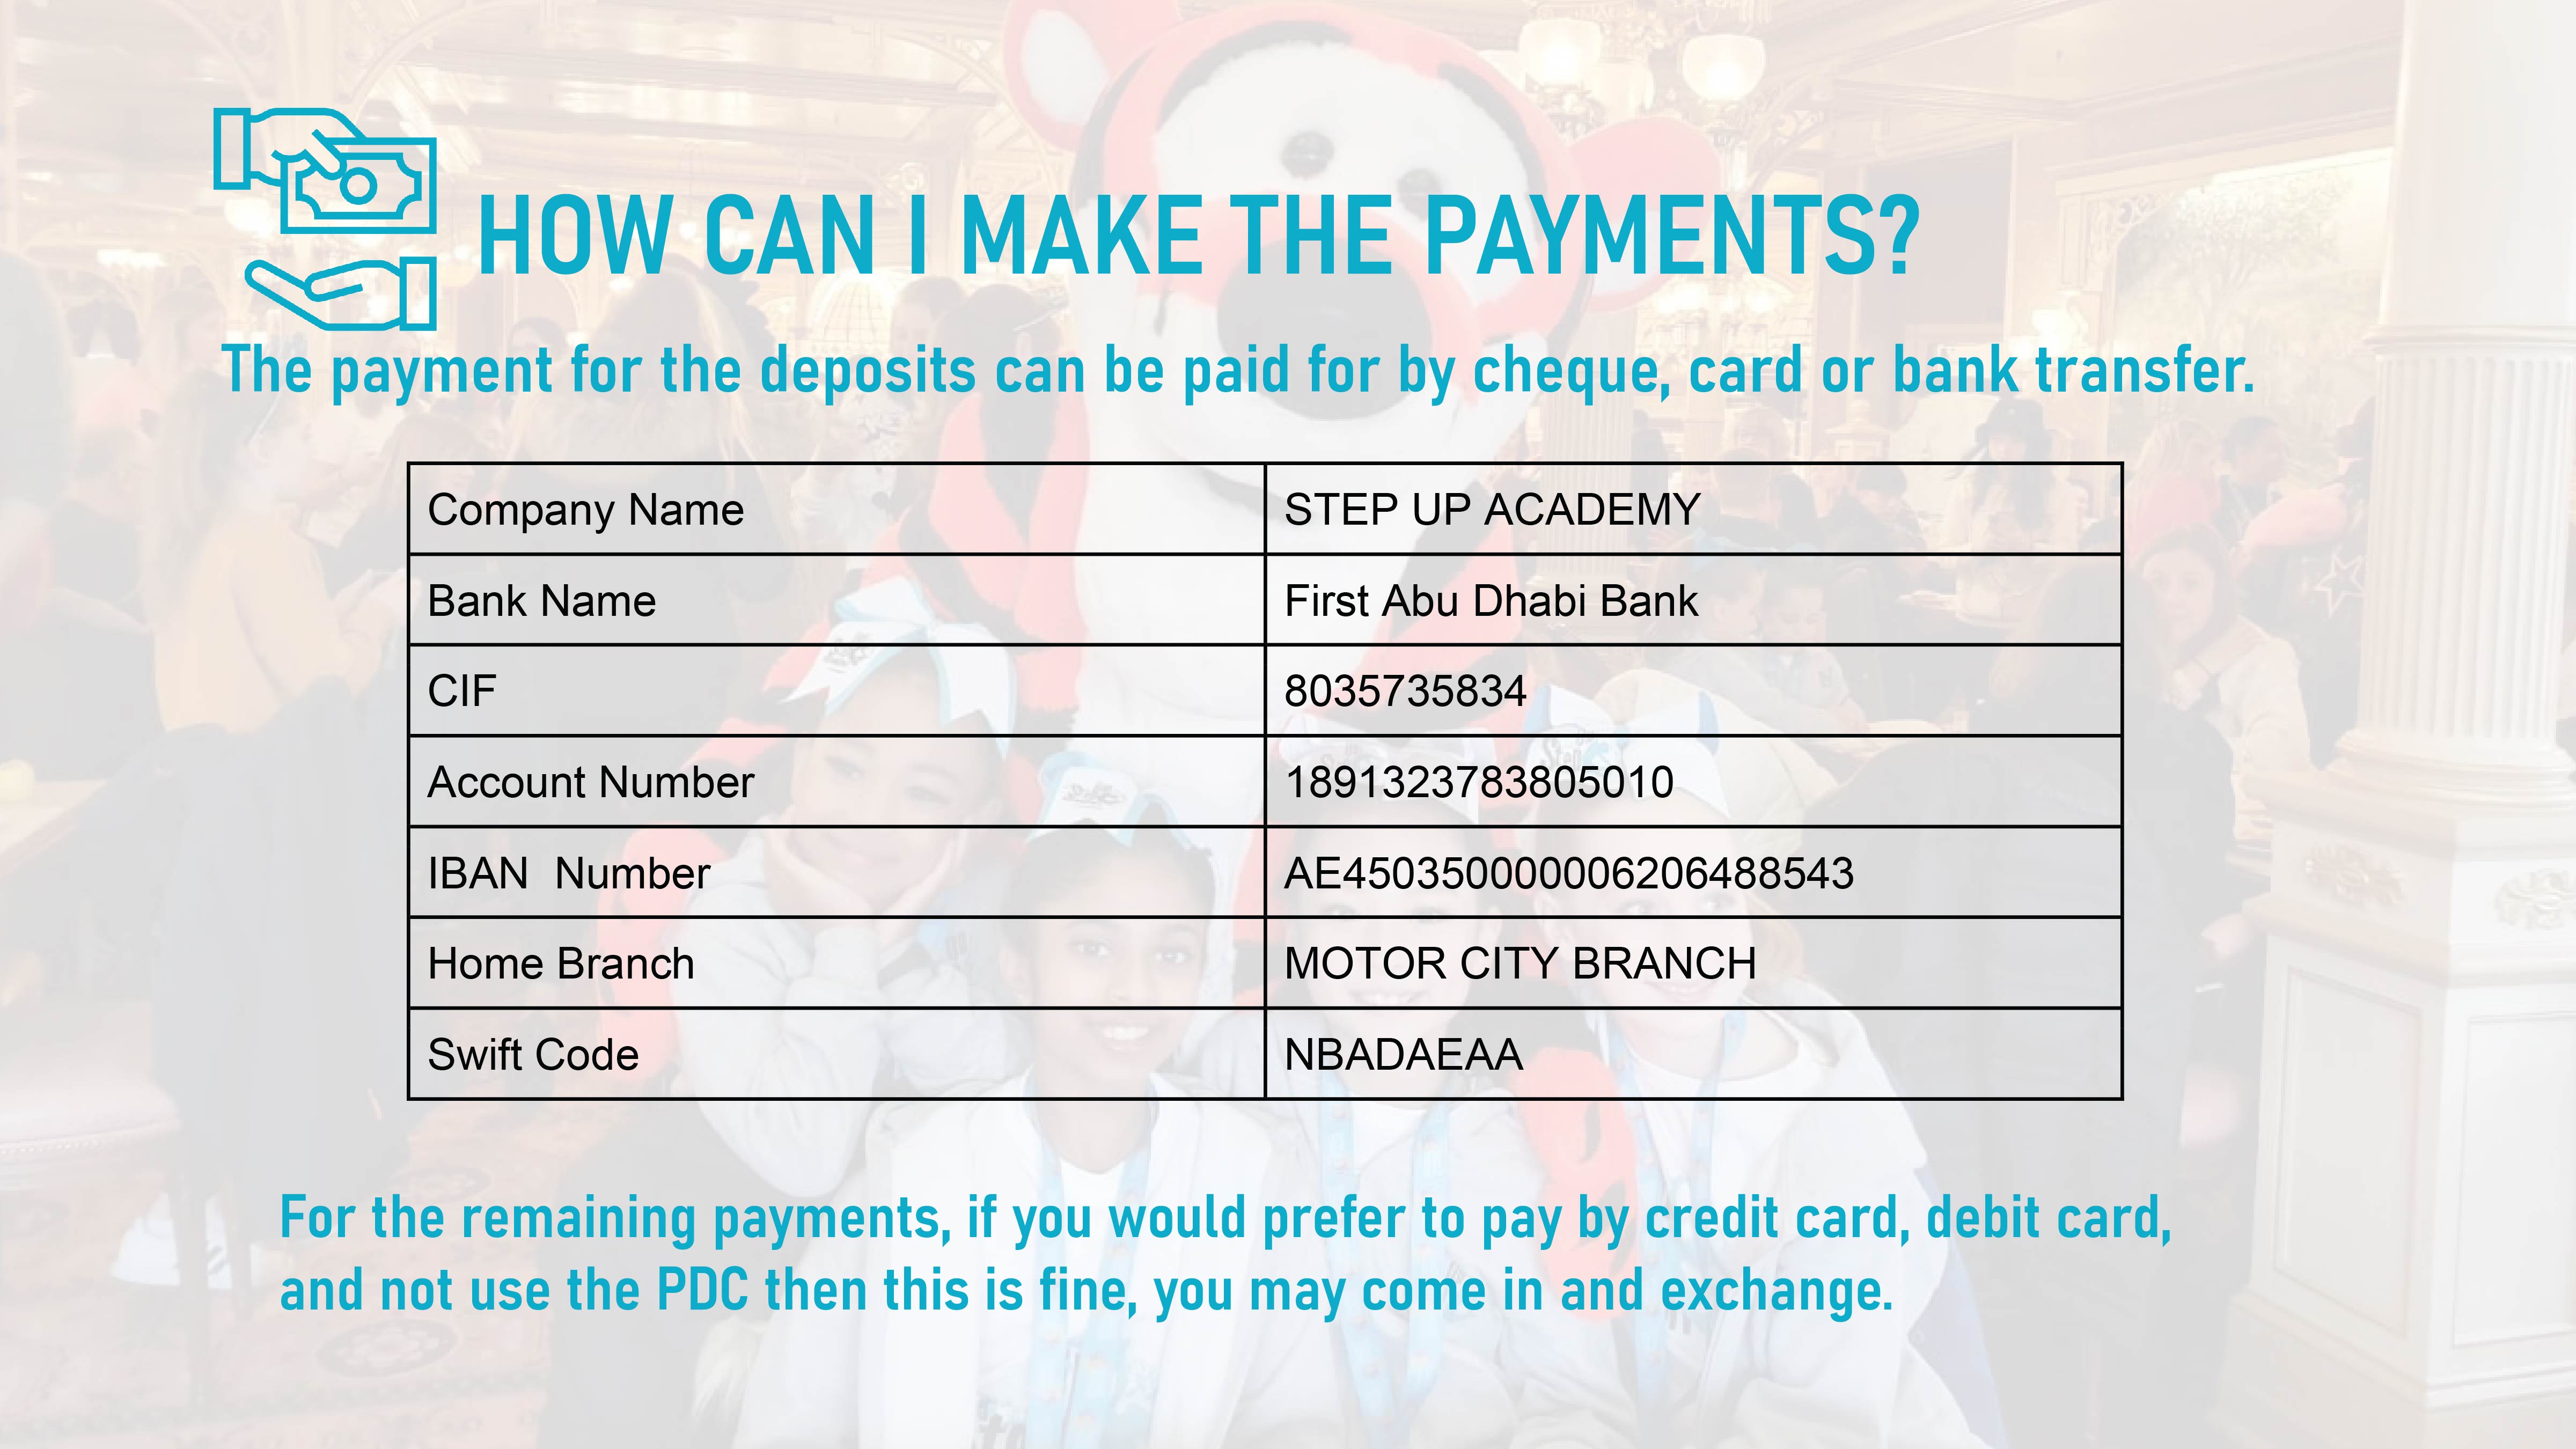 HOW CAN I MAKE THE PAYMENTS?
The payment for the deposits can be paid for by cheque, card or bank transfer.
Company Name STEP UP ACADEMY
Bank Name First Abu Dhabi Bank
CIF 8035735834
Account Number 1891323783805010
IBAN  Number AE450350000006206488543
Home Branch MOTOR CITY BRANCH
Swift Code NBADAEAA
For the remaining payments, if you would prefer to pay by credit card, debit card,
and not use the PDC then this is fine, you may come in and exchange.